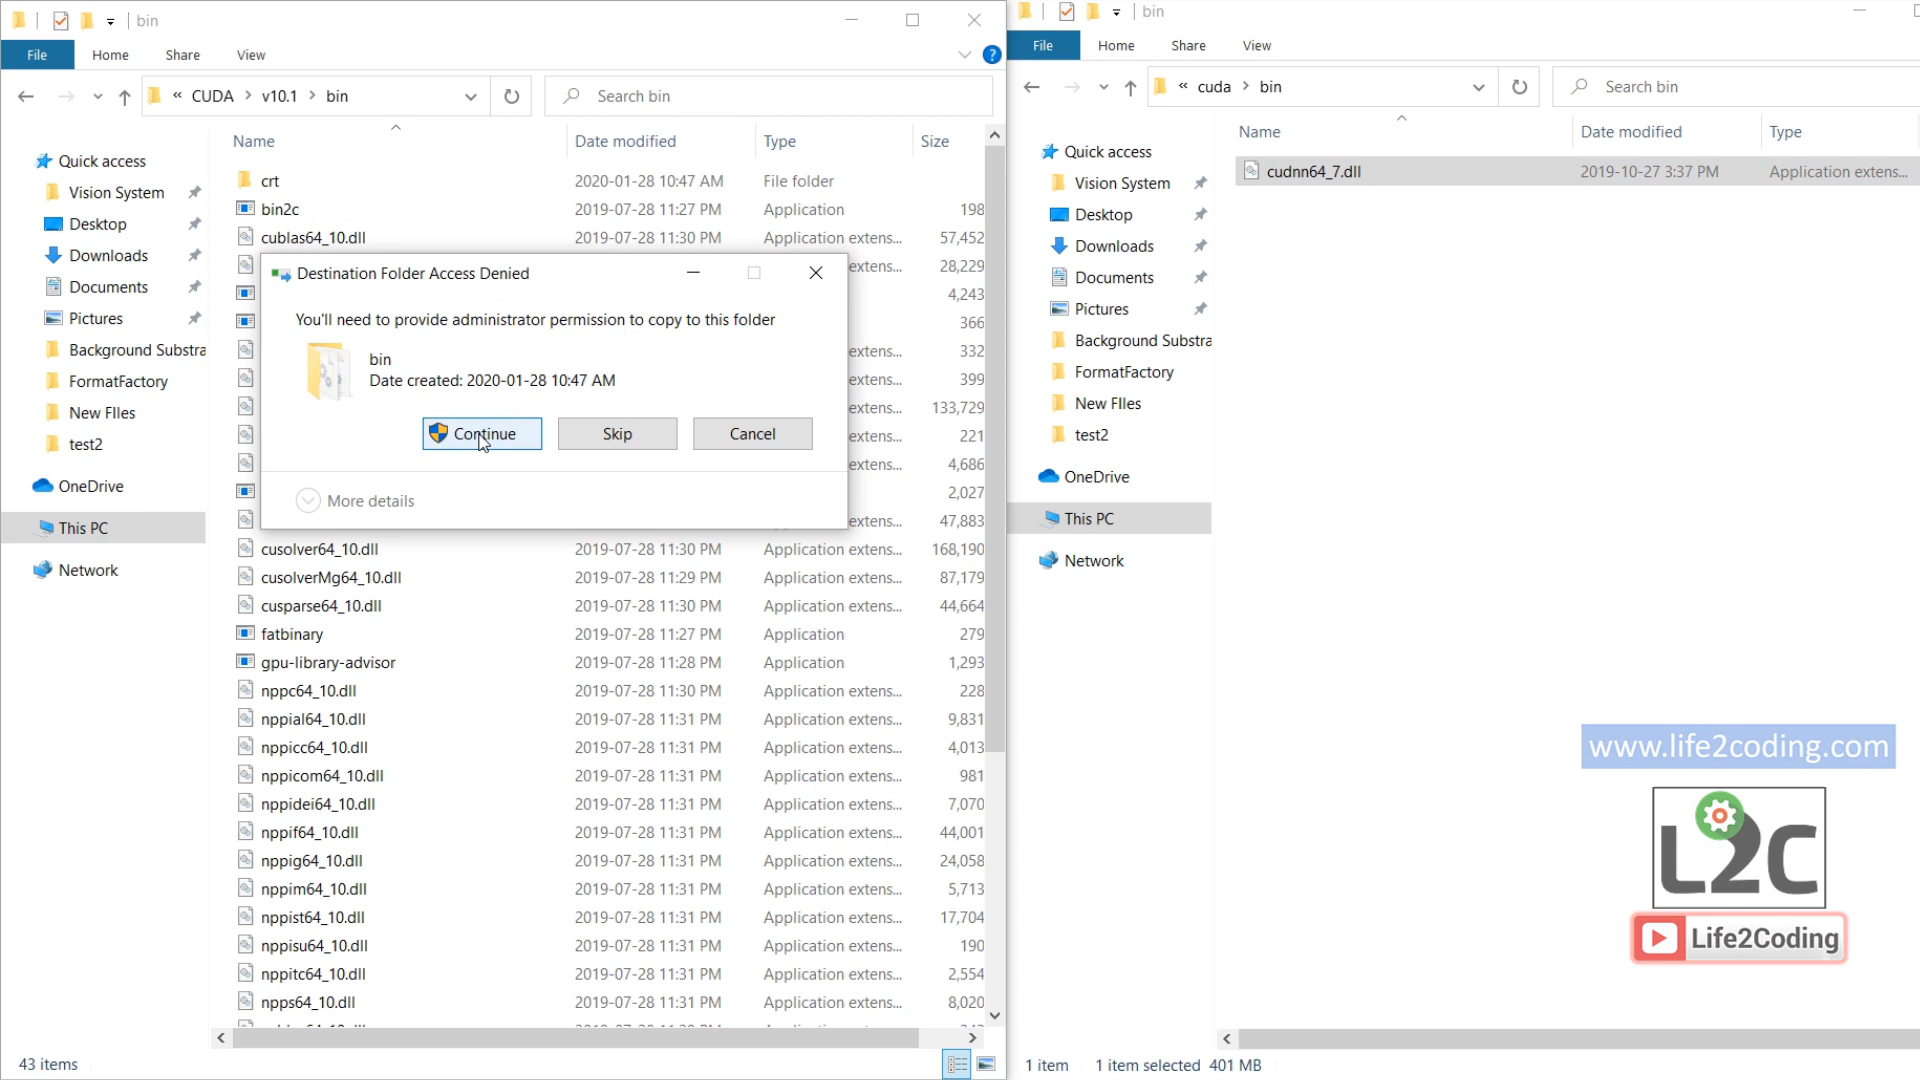 bin
File Home Share View
?
« CUDA > v10.1 > bin
Search bin
Name Date modified Type Size
Quick access
Vision System
Desktop
Downloads
Documents
Pictures
Background Substra
FormatFactory
New FIles
test2
OneDrive
This PC
Network
crt 2020-01-28 10:47 AM File folder
bin2c 2019-07-28 11:27 PM Application 198
cublas64_10.dll 2019-07-28 11:30 PM Application extens... 57,452
extens... 28,229
4,243
366
extens... 332
extens... 399
extens... 133,729
extens... 221
extens... 4,686
2,027
extens... 47,883
cusolver64_10.dll 2019-07-28 11:30 PM Application extens... 168,190
cusolverMg64_10.dll 2019-07-28 11:29 PM Application extens... 87,179
cusparse64_10.dll 2019-07-28 11:30 PM Application extens... 44,664
fatbinary 2019-07-28 11:27 PM Application 279
gpu-library-advisor 2019-07-28 11:28 PM Application 1,293
nppc64_10.dll 2019-07-28 11:30 PM Application extens... 228
nppial64_10.dll 2019-07-28 11:31 PM Application extens... 9,831
nppicc64_10.dll 2019-07-28 11:31 PM Application extens... 4,013
nppicom64_10.dll 2019-07-28 11:31 PM Application extens... 981
nppidei64_10.dll 2019-07-28 11:31 PM Application extens... 7,070
nppif64_10.dll 2019-07-28 11:31 PM Application extens... 44,001
nppig64_10.dll 2019-07-28 11:31 PM Application extens... 24,058
nppim64_10.dll 2019-07-28 11:31 PM Application extens... 5,713
nppist64_10.dll 2019-07-28 11:31 PM Application extens... 17,704
nppisu64_10.dll 2019-07-28 11:31 PM Application extens... 190
nppitc64_10.dll 2019-07-28 11:31 PM Application extens... 2,554
npps64_10.dll 2019-07-28 11:31 PM Application extens... 8,020
43 items
Destination Folder Access Denied
You'll need to provide administrator permission to copy to this folder
bin
Date created: 2020-01-28 10:47 AM
Continue Skip Cancel
More details
bin
File Home Share View
« cuda > bin
Search bin
Name Date modified Type
Quick access
Vision System
Desktop
Downloads
Documents
Pictures
Background Substra
FormatFactory
New FIles
test2
OneDrive
This PC
Network
cudnn64_7.dll 2019-10-27 3:37 PM Application extens...
1 item 1 item selected 401 MB
www.life2coding.com
L2C
Life2Coding